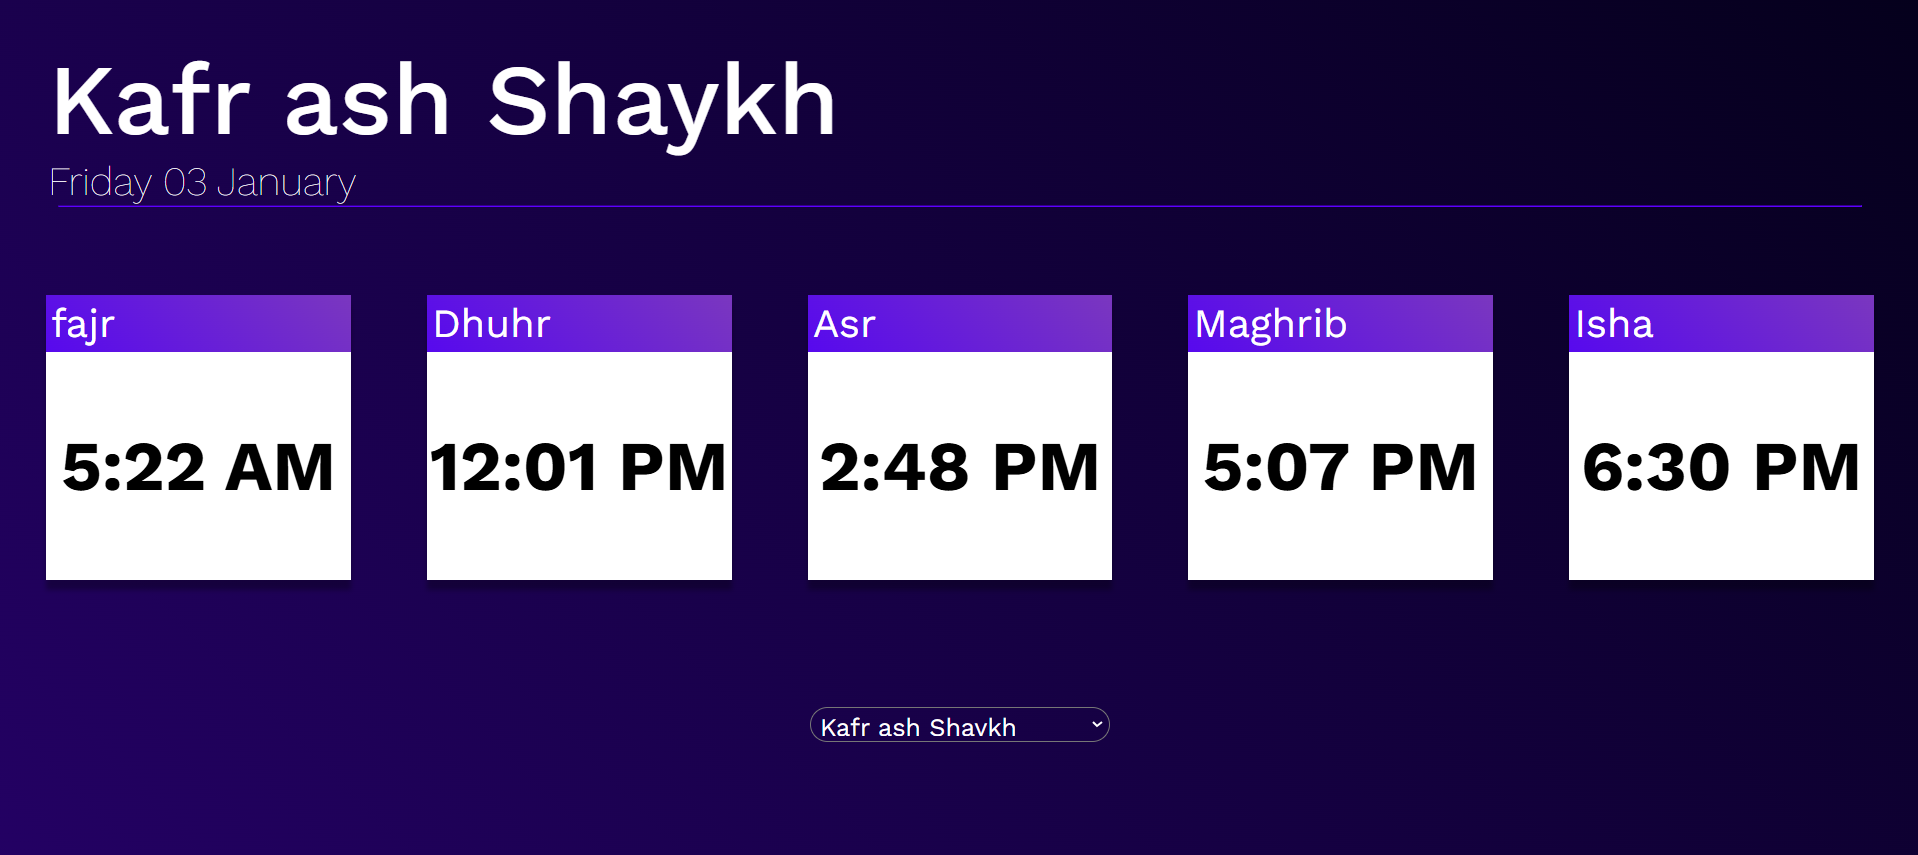 Kafr ash Shaykh
Friday 03 January
fajr
5:22 AM
Dhuhr
12:01 PM
Asr
2:48 PM
Maghrib
5:07 PM
Isha
6:30 PM
Kafr ash Shaykh